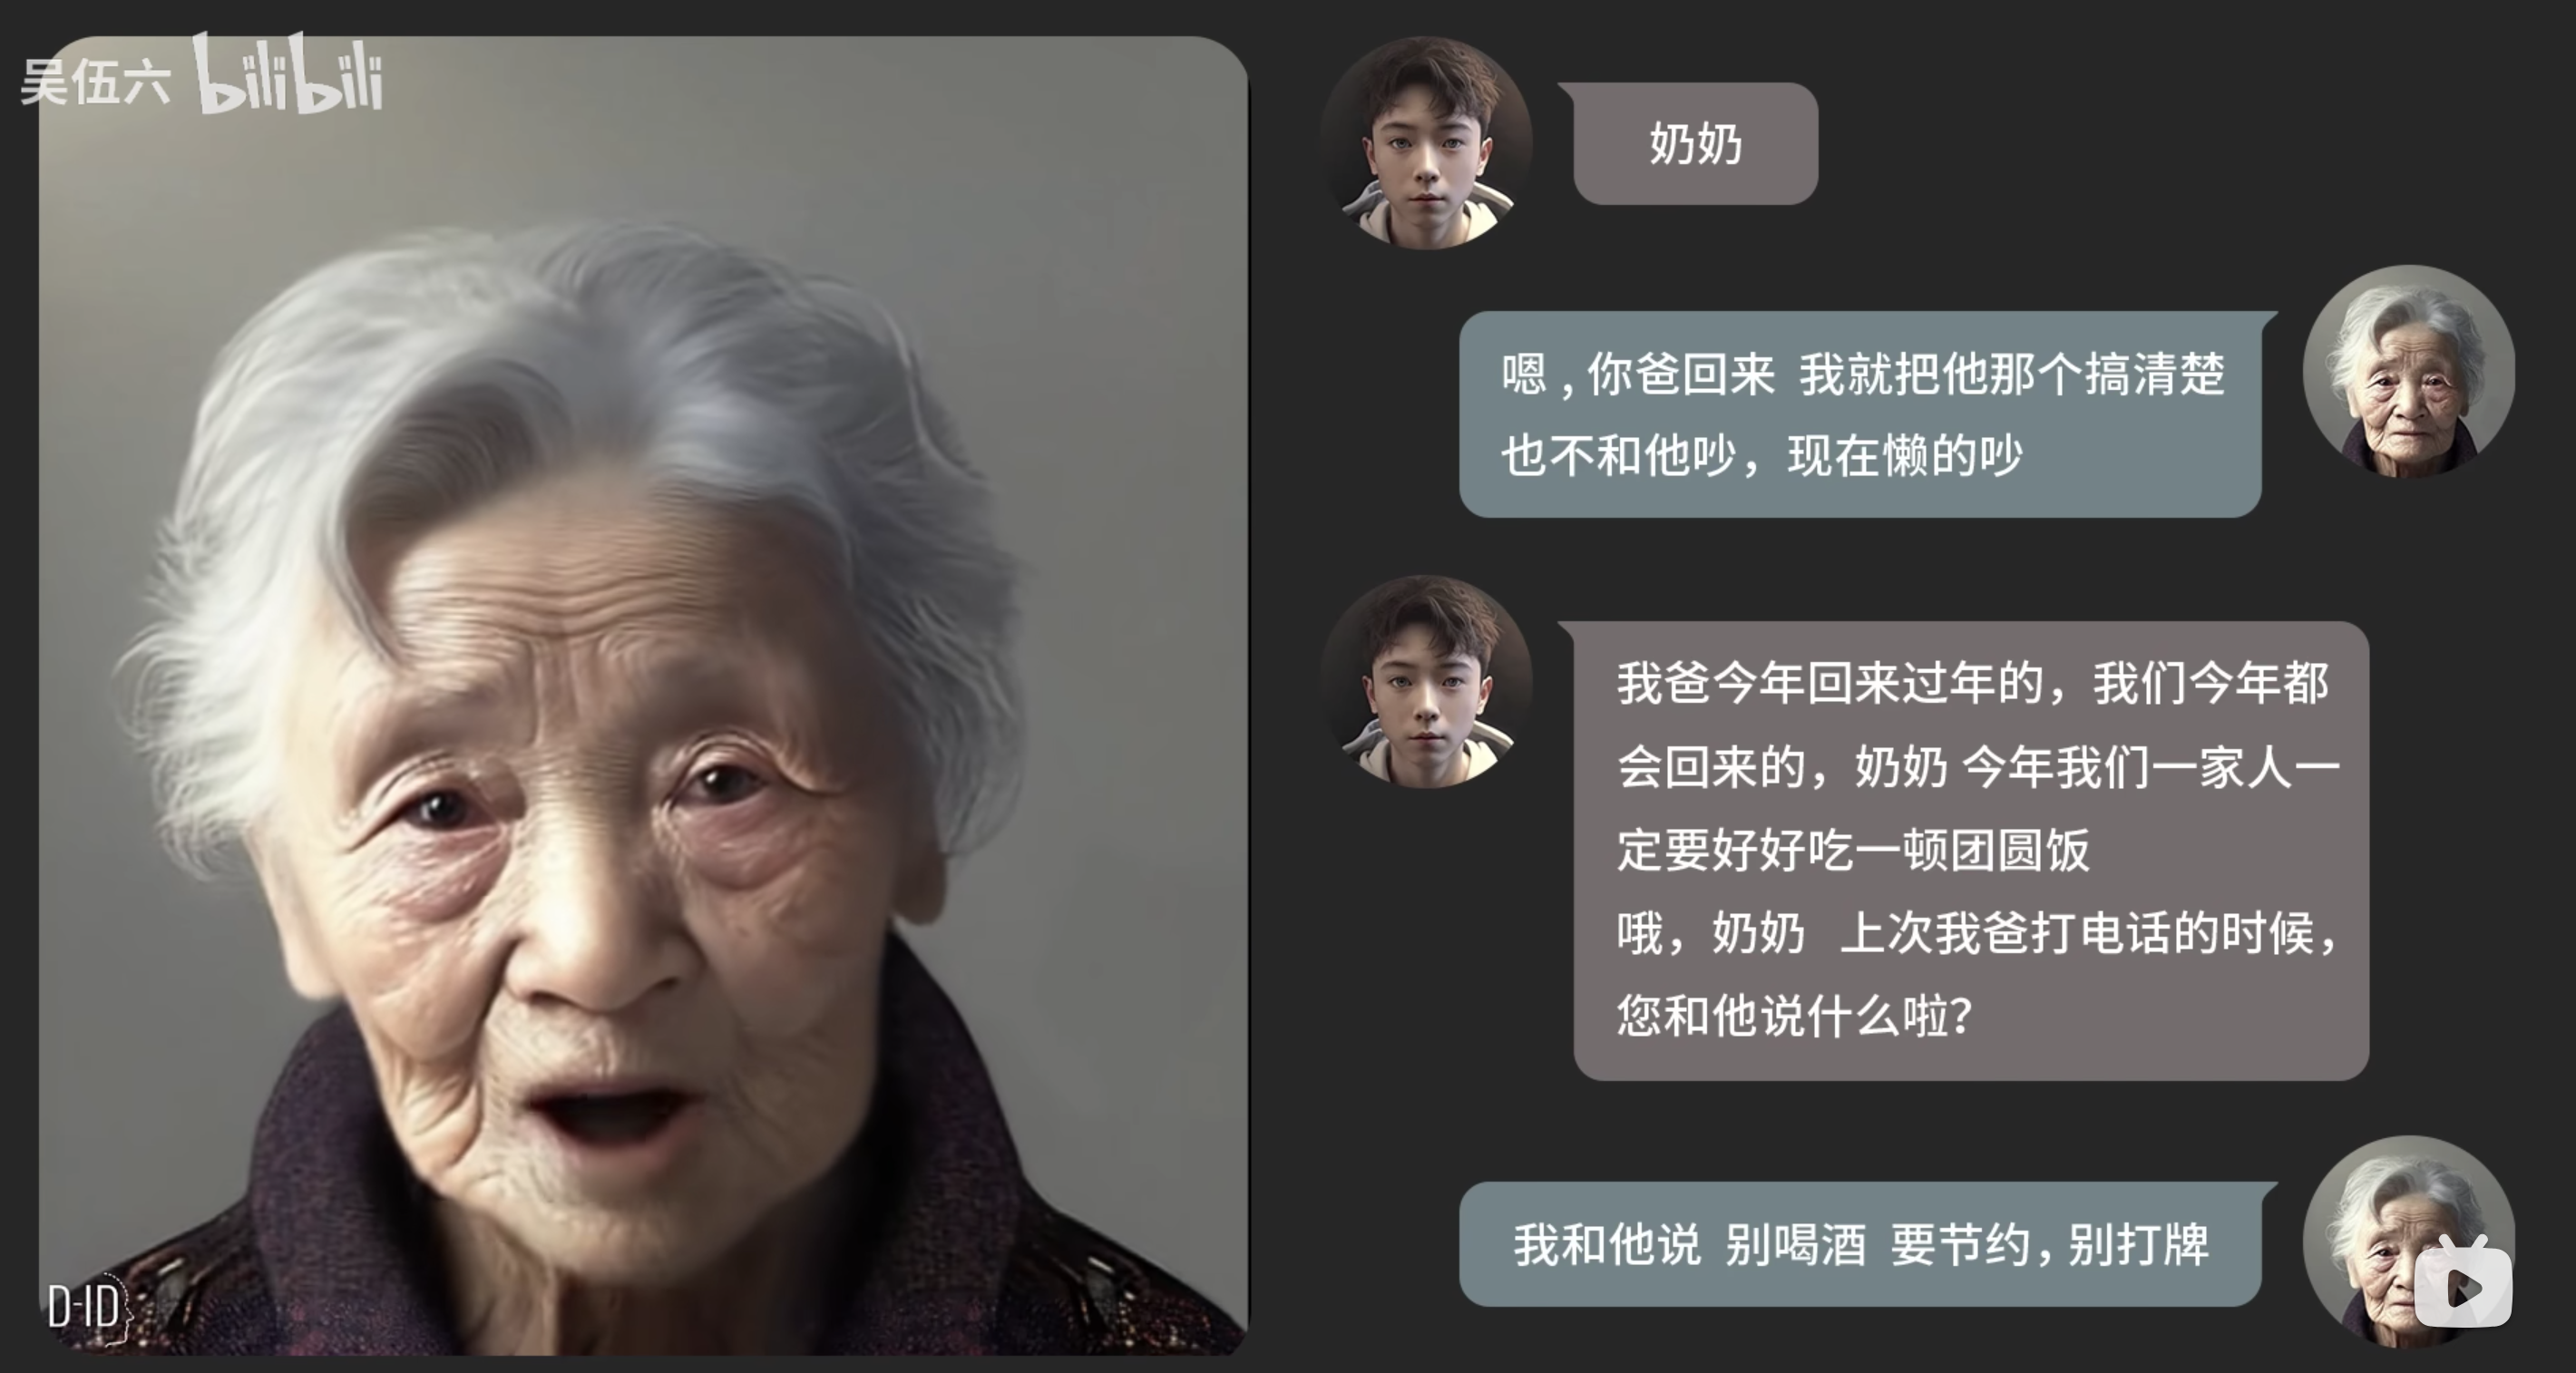 吴伍六 bilibili
奶奶
嗯，你爸回来 我就把他那个搞清楚
也不和他吵，现在懒的吵
我爸今年回来过年的，我们今年都
会回来的，奶奶 今年我们一家人一
定要好好吃一顿团圆饭
哦，奶奶 上次我爸打电话的时候，
您和他说什么啦？
我和他说 别喝酒 要节约，别打牌
D-ID